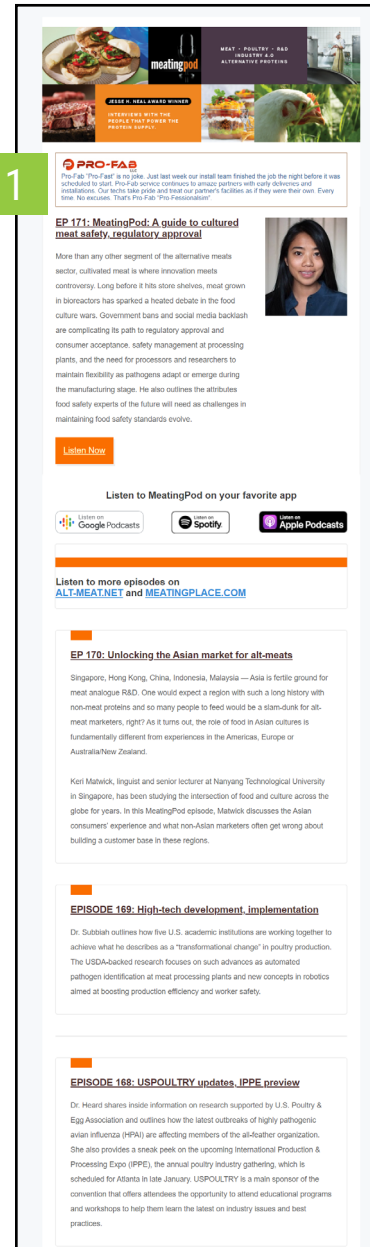 MEAT • POULTRY • R&D
INDUSTRY 4.0
ALTERNATIVE PROTEINS
meatingpod
JESSE H. NEAL AWARD WINNER
INTERVIEWS WITH THE
PEOPLE THAT POWER THE
PROTEIN SUPPLY.
1
PRO-FAB
LLC
Pro-Fab "Pro-Fast" is no joke. Just last week our install team finished the job the night before it was
scheduled to start. Pro-Fab service continues to amaze partners with early deliveries and
installations. Our techs take pride and treat our partner's facilities as if they were their own. Every
time. No excuses. That's Pro-Fab "Pro-Fessionalsim".
EP 171: MeatingPod: A guide to cultured
meat safety, regulatory approval
More than any other segment of the alternative meats
sector, cultivated meat is where innovation meets
controversy. Long before it hits store shelves, meat grown
in bioreactors has sparked a heated debate in the food
culture wars. Government bans and social media backlash
are complicating its path to regulatory approval and
consumer acceptance. safety management at processing
plants, and the need for processors and researchers to
maintain flexibility as pathogens adapt or emerge during
the manufacturing stage. He also outlines the attributes
food safety experts of the future will need as challenges in
maintaining food safety standards evolve.
Listen Now
Listen to MeatingPod on your favorite app
Listen on
Google Podcasts
Listen on
Spotify
Listen on
Apple Podcasts
Listen to more episodes on
ALT-MEAT.NET and MEATINGPLACE.COM
EP 170: Unlocking the Asian market for alt-meats
Singapore, Hong Kong, China, Indonesia, Malaysia — Asia is fertile ground for
meat analogue R&D. One would expect a region with such a long history with
non-meat proteins and so many people to feed would be a slam-dunk for alt-
meat marketers, right? As it turns out, the role of food in Asian cultures is
fundamentally different from experiences in the Americas, Europe or
Australia/New Zealand.
Keri Matwick, linguist and senior lecturer at Nanyang Technological University
in Singapore, has been studying the intersection of food and culture across the
globe for years. In this MeatingPod episode, Matwick discusses the Asian
consumers' experience and what non-Asian marketers often get wrong about
building a customer base in these regions.
EPISODE 169: High-tech development, implementation
Dr. Subbiah outlines how five U.S. academic institutions are working together to
achieve what he describes as a "transformational change" in poultry production.
The USDA-backed research focuses on such advances as automated
pathogen identification at meat processing plants and new concepts in robotics
aimed at boosting production efficiency and worker safety.
EPISODE 168: USPOULTRY updates, IPPE preview
Dr. Heard shares inside information on research supported by U.S. Poultry &
Egg Association and outlines how the latest outbreaks of highly pathogenic
avian influenza (HPAI) are affecting members of the all-feather organization.
She also provides a sneak peek on the upcoming International Production &
Processing Expo (IPPE), the annual poultry industry gathering, which is
scheduled for Atlanta in late January. USPOULTRY is a main sponsor of the
convention that offers attendees the opportunity to attend educational programs
and workshops to help them learn the latest on industry issues and best
practices.